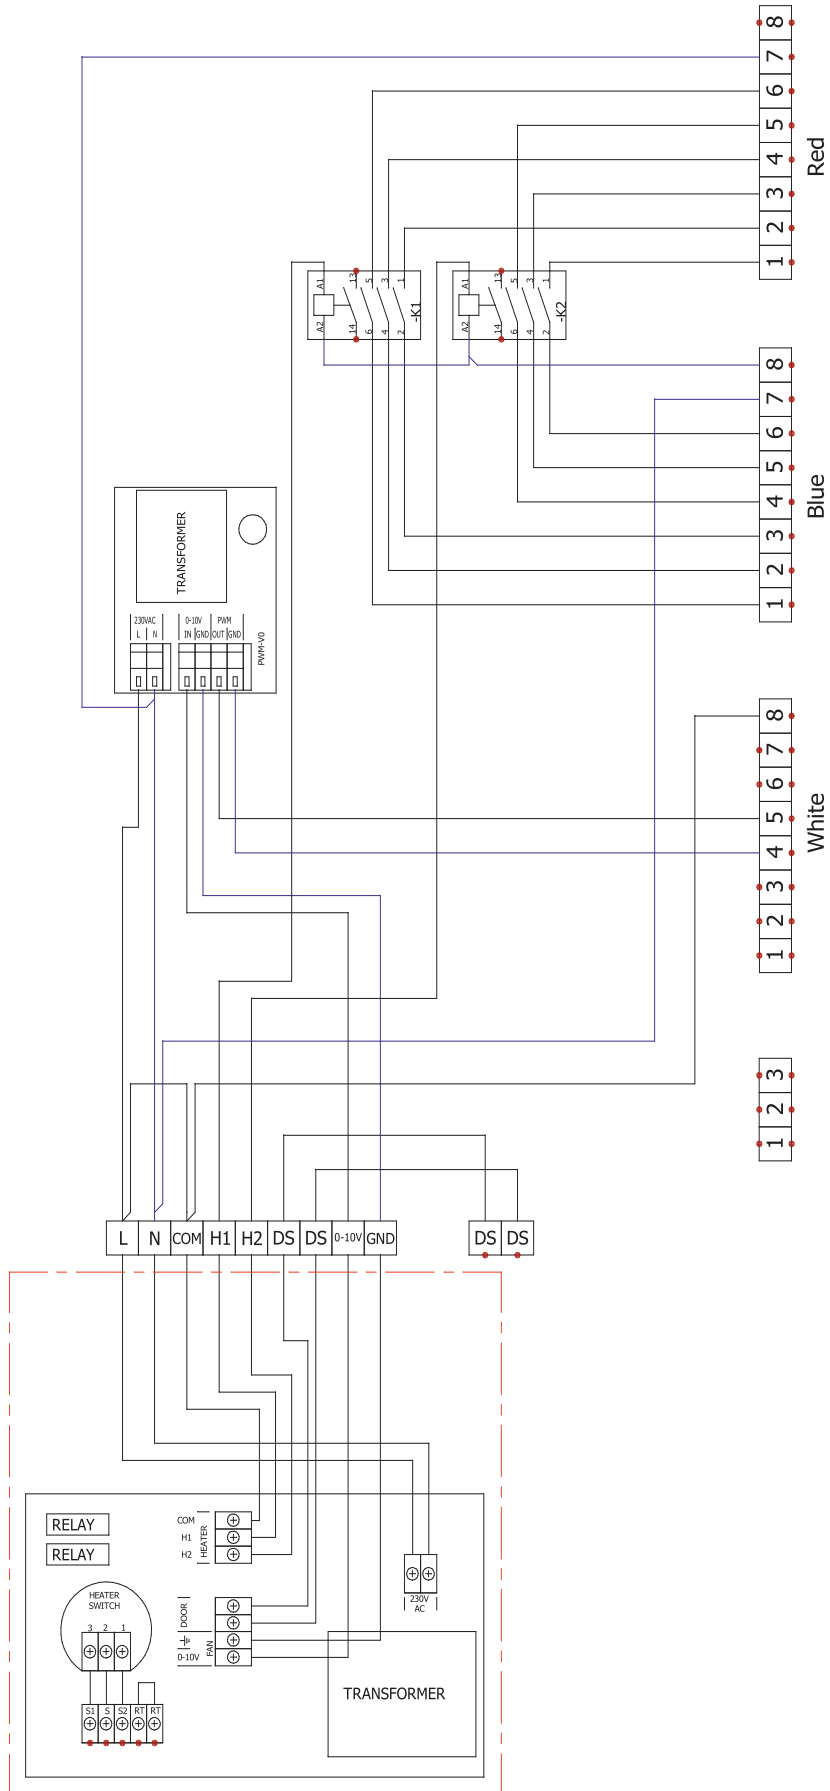 8
7
6
5
4
3
2
1
Red
A1
13
5
3
1
A2
14
6
4
2
-K1
A1
13
5
3
1
A2
14
6
4
2
-K2
8
7
6
5
4
3
2
1
Blue
TRANSFORMER
230VAC
0-10V
PWM
L
N
IN
GND
OUT
GND
PWM-V0
8
7
6
5
4
3
2
1
White
3
2
1
L
N
COM
H1
H2
DS
DS
0-10V
GND
DS
DS
RELAY
RELAY
COM
H1
H2
HEATER
HEATER
SWITCH
3
2
1
DOOR
FAN
0-10V
230V
AC
TRANSFORMER
S1
S
S2
RT
RT